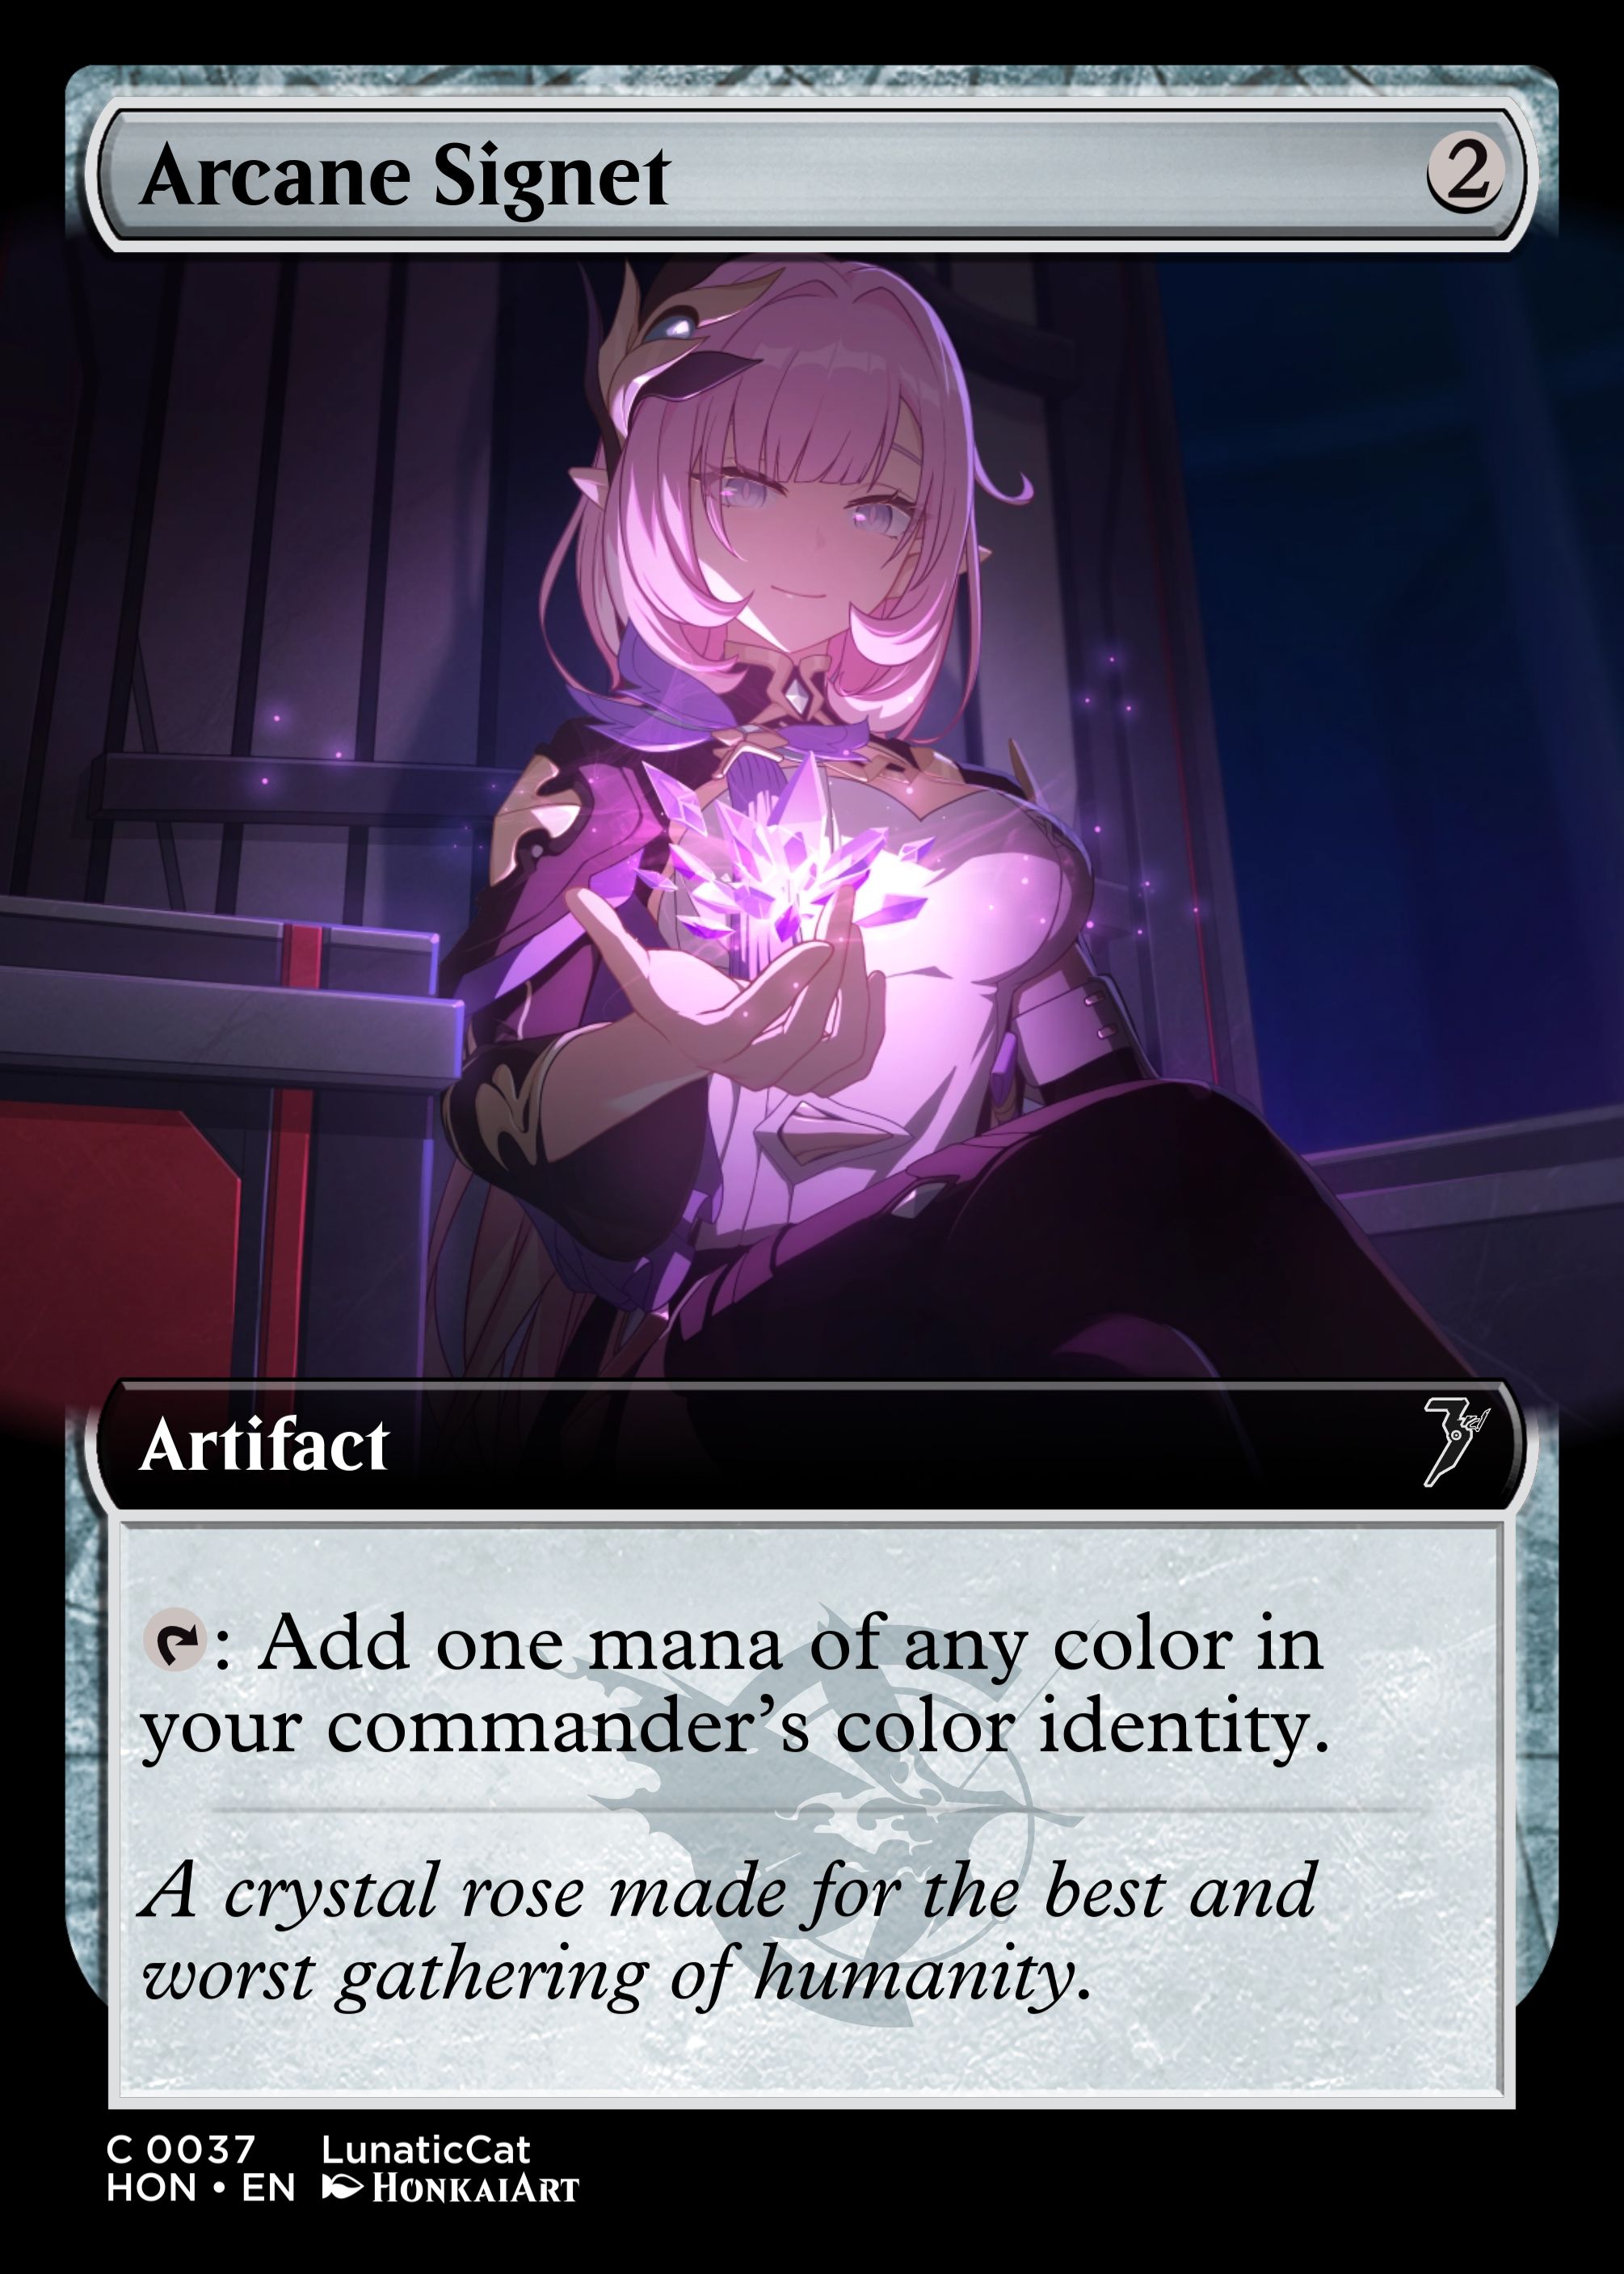 Arcane Signet
2
Artifact
: Add one mana of any color in
your commander's color identity.
A crystal rose made for the best and
worst gathering of humanity.
C 0037 LunaticCat
HON • EN HONKAIART